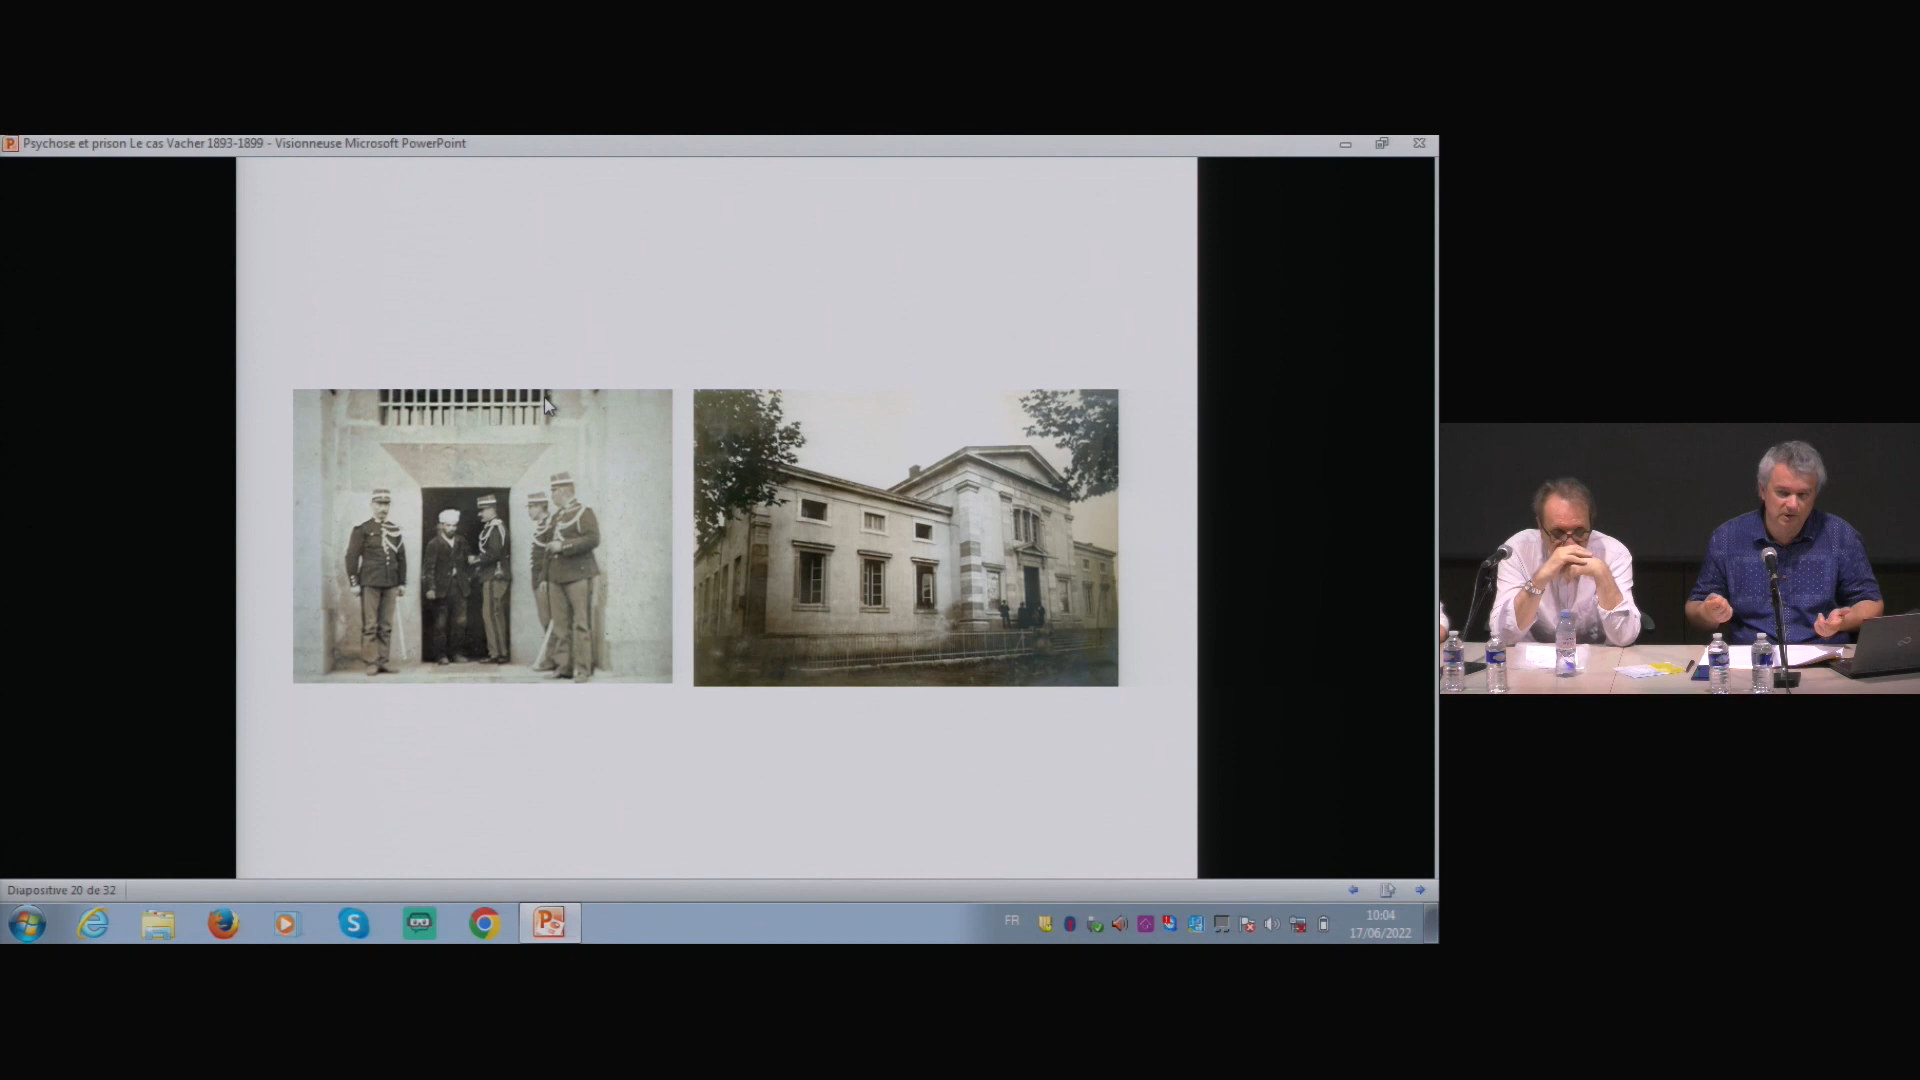 Psychose et prison Le cas Vacher 1893-1899 - Visionneuse Microsoft PowerPoint
Diapositive 20 de 32
FR
10:04
17/06/2022